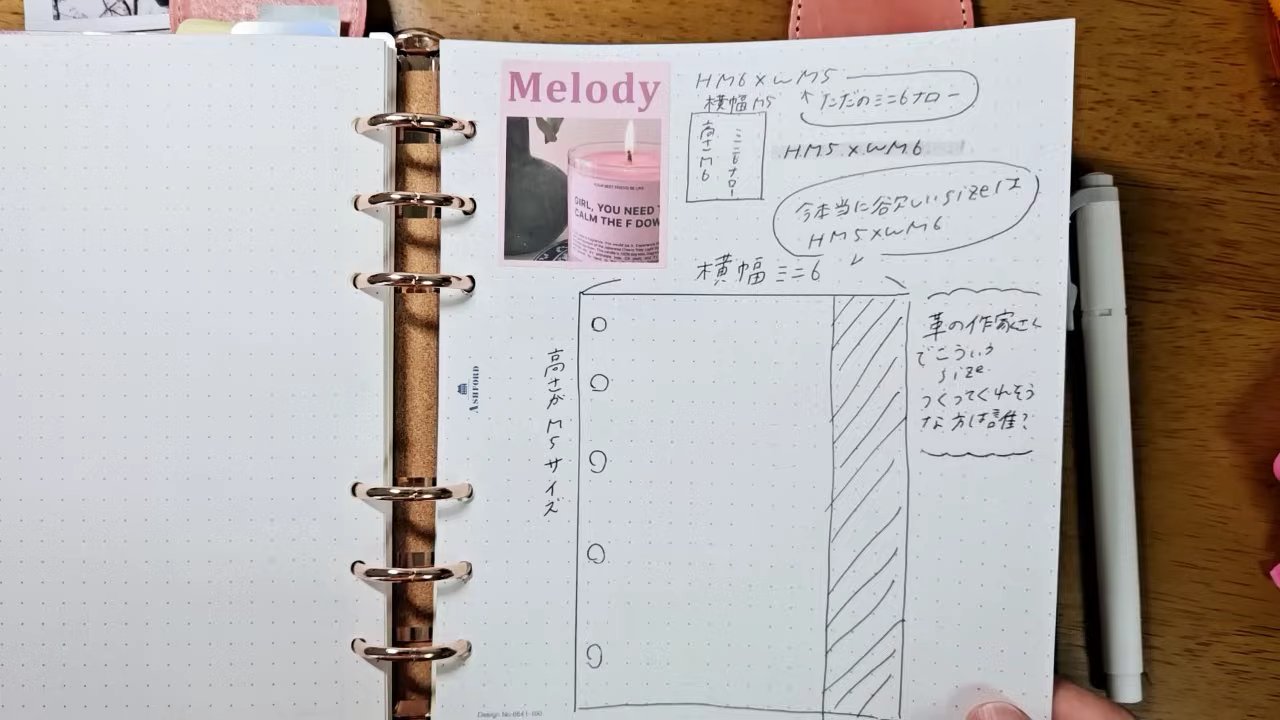 Melody
GIRL, YOU NEED T
CALM THE F DOW
HM6×wM5
横幅M5
↑ただのミニ6ナロー
高さM6
ミニ6ナロー
HM5×wM6
今本当に欲しいsizeは
HM5×wM6
横幅ミニ6
高さがM5サイズ
革の作家さん
でこういう
size
つくってくれそう
な方は誰?
ASHFORD
Design No